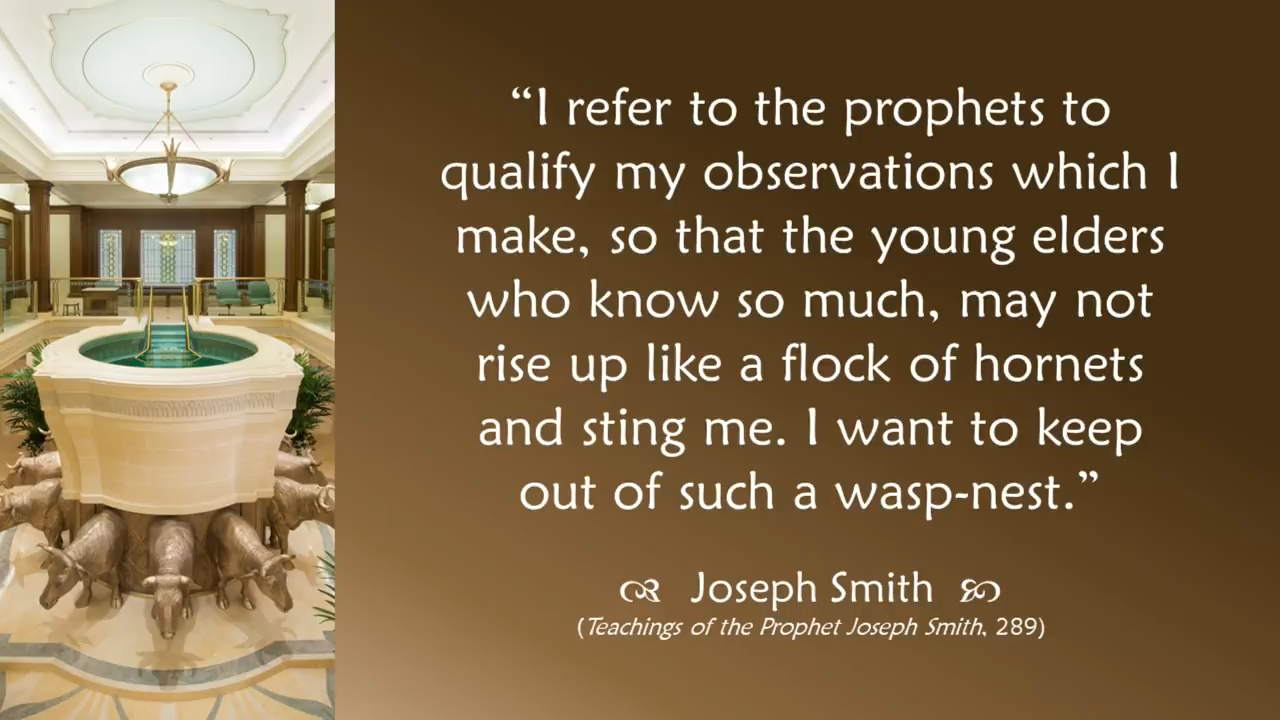 “I refer to the prophets to
qualify my observations which I
make, so that the young elders
who know so much, may not
rise up like a flock of hornets
and sting me. I want to keep
out of such a wasp-nest.”
Joseph Smith
(Teachings of the Prophet Joseph Smith, 289)